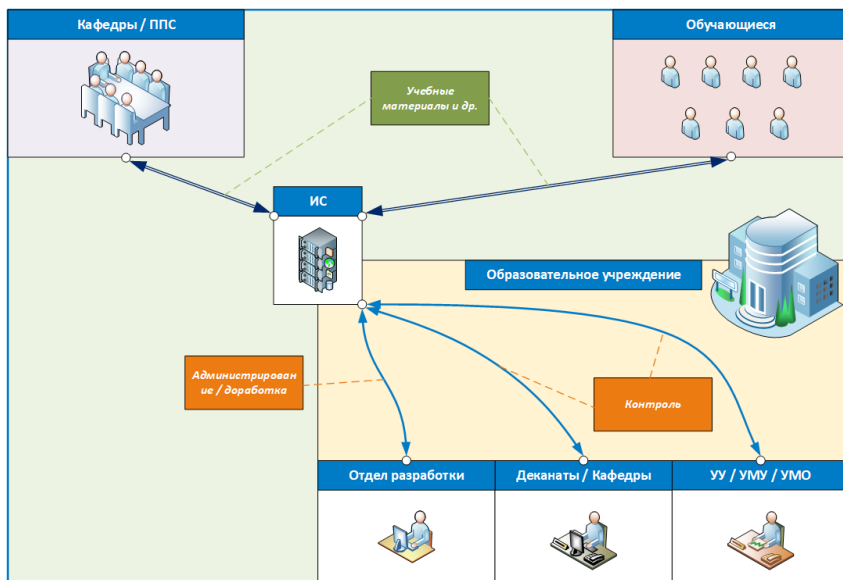 Кафедры / ППС
Обучающиеся
Учебные
материалы и др.
ИС
Образовательное учреждение
Администрирован
ие / доработка
Контроль
Отдел разработки
Деканаты / Кафедры
УУ / УМУ / УМО